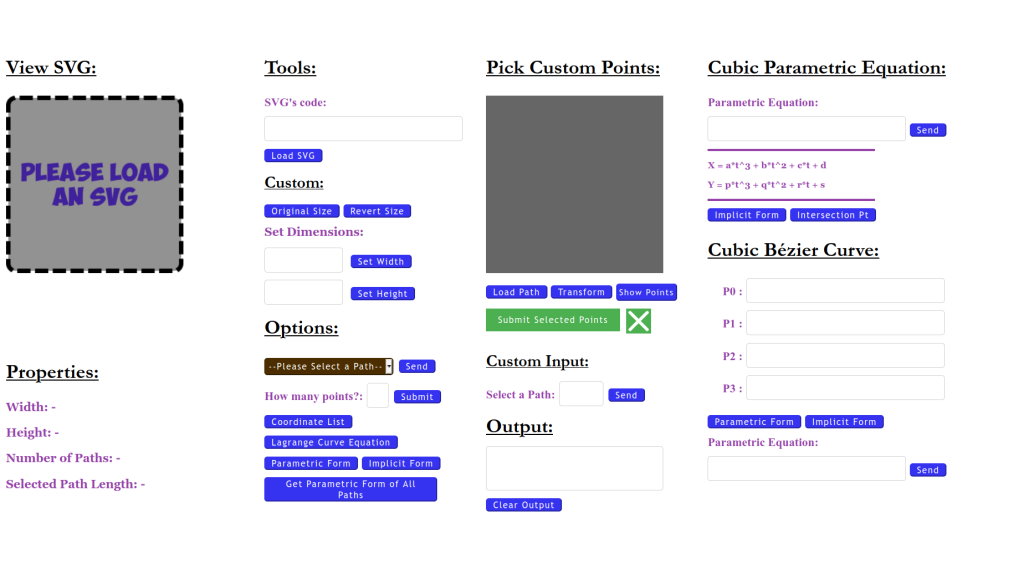 View SVG:
PLEASE LOAD
AN SVG
Properties:
Width: -
Height: -
Number of Paths: -
Selected Path Length: -
Tools:
SVG's code:
Load SVG
Custom:
Original Size Revert Size
Set Dimensions:
Set Width
Set Height
Options:
--Please Select a Path-- Send
How many points?: Submit
Coordinate List
Lagrange Curve Equation
Parametric Form Implicit Form
Get Parametric Form of All
Paths
Pick Custom Points:
Load Path Transform Show Points
Submit Selected Points
Custom Input:
Select a Path: Send
Output:
Clear Output
Cubic Parametric Equation:
Parametric Equation:
Send
X = a*t^3 + b*t^2 + c*t + d
Y = p*t^3 + q*t^2 + r*t + s
Implicit Form Intersection Pt
Cubic Bézier Curve:
P0 :
P1 :
P2 :
P3 :
Parametric Form Implicit Form
Parametric Equation:
Send